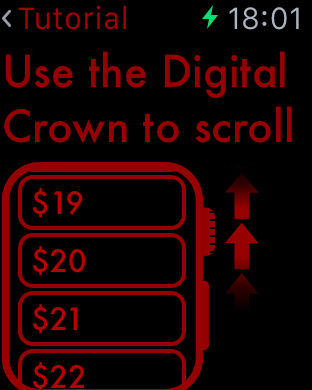 Tutorial 18:01
Use the Digital
Crown to scroll
$19
$20
$21
$22